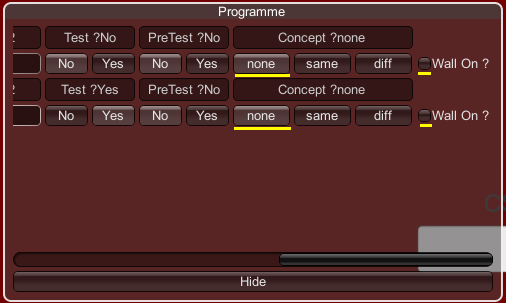 Programme
2 Test ?No PreTest ?No Concept ?none
No Yes No Yes none same diff Wall On ?
2 Test ?Yes PreTest ?No Concept ?none
No Yes No Yes none same diff Wall On ?
Hide